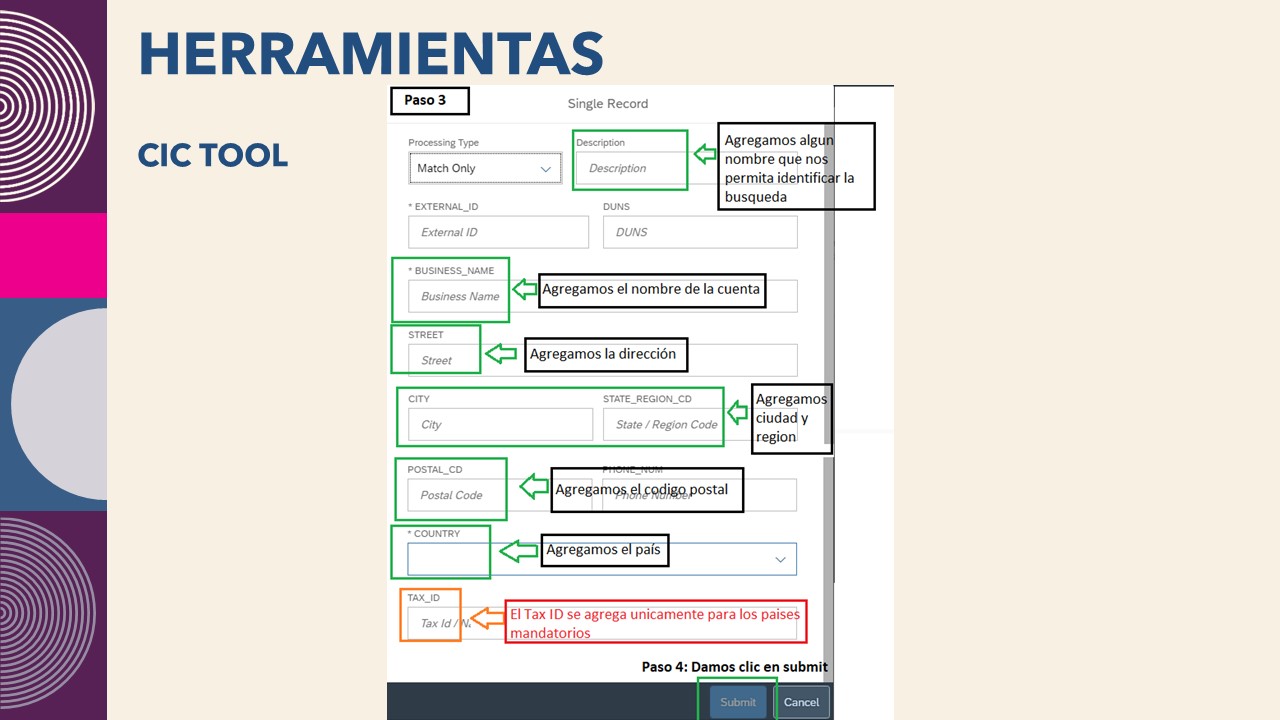 HERRAMIENTAS
CIC TOOL
Paso 3
Single Record
Processing Type
Match Only
Description
Description
Agregamos algun
nombre que nos
permita identificar la
busqueda
* EXTERNAL_ID
External ID
DUNS
DUNS
* BUSINESS_NAME
Business Name
Agregamos el nombre de la cuenta
STREET
Street
Agregamos la dirección
CITY
City
STATE_REGION_CD
State / Region Code
Agregamos
ciudad y
region
POSTAL_CD
Postal Code
PHONE_NUM
Phone Number
Agregamos el codigo postal
* COUNTRY
Agregamos el país
TAX_ID
Tax Id /
El Tax ID se agrega unicamente para los paises
mandatorios
Paso 4: Damos clic en submit
Submit
Cancel